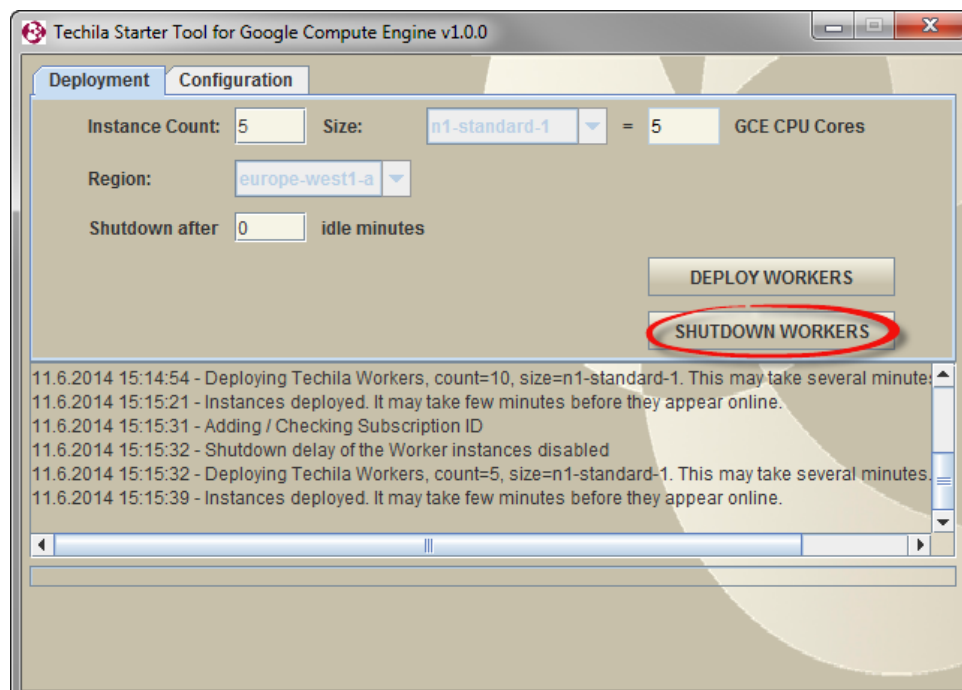 Techila Starter Tool for Google Compute Engine v1.0.0
Deployment Configuration
Instance Count: 5 Size: n1-standard-1 = 5 GCE CPU Cores
Region: europe-west1-a
Shutdown after 0 idle minutes
DEPLOY WORKERS
SHUTDOWN WORKERS
11.6.2014 15:14:54 - Deploying Techila Workers, count=10, size=n1-standard-1. This may take several minutes
11.6.2014 15:15:21 - Instances deployed. It may take few minutes before they appear online.
11.6.2014 15:15:31 - Adding / Checking Subscription ID
11.6.2014 15:15:32 - Shutdown delay of the Worker instances disabled
11.6.2014 15:15:32 - Deploying Techila Workers, count=5, size=n1-standard-1. This may take several minutes.
11.6.2014 15:15:39 - Instances deployed. It may take few minutes before they appear online.